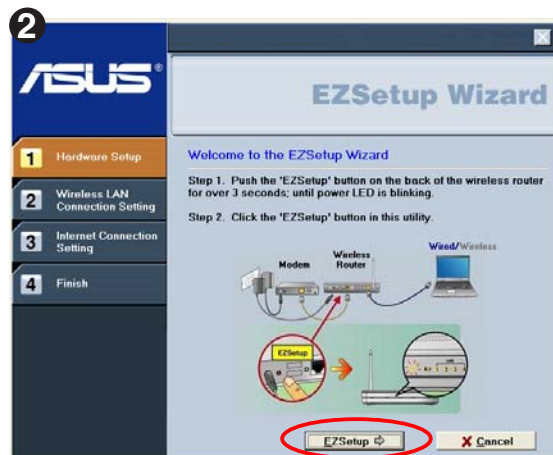 2
ASUS®
EZSetup Wizard
1 Hardware Setup
2 Wireless LAN
Connection Setting
3 Internet Connection
Setting
4 Finish
Welcome to the EZSetup Wizard
Step 1. Push the 'EZSetup' button on the back of the wireless router
for over 3 seconds; until power LED is blinking.
Step 2. Click the 'EZSetup' button in this utility.
Modem
Wireless
Router
Wired/Wireless
EZSetup
EZSetup
X Cancel